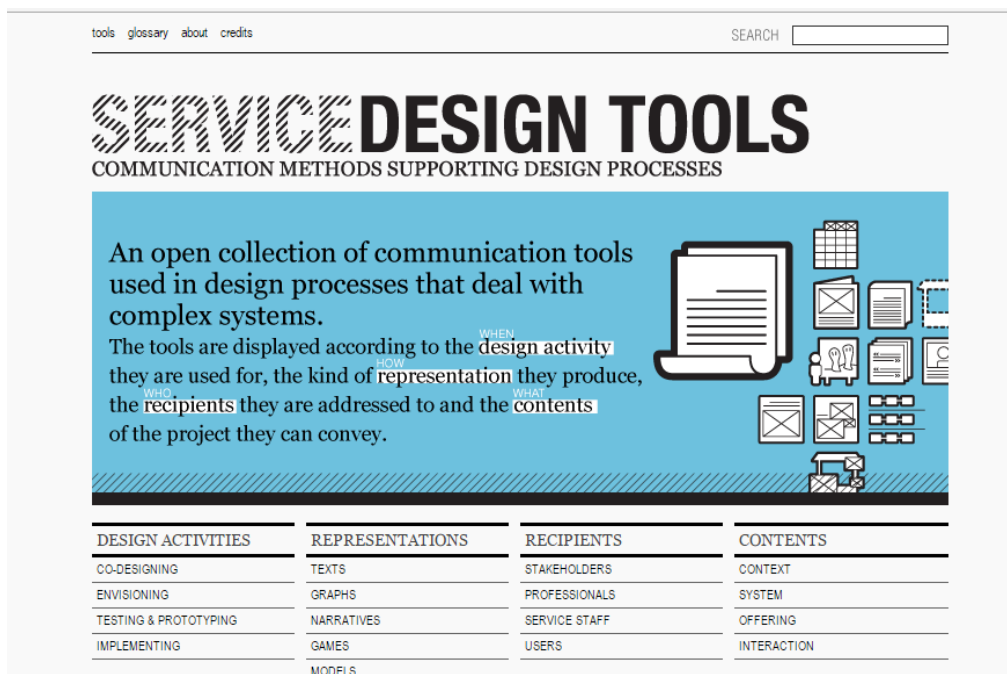 tools glossary about credits
SEARCH
SERVICE DESIGN TOOLS
COMMUNICATION METHODS SUPPORTING DESIGN PROCESSES
An open collection of communication tools
used in design processes that deal with
complex systems.
WHEN
The tools are displayed according to the design activity
HOW
they are used for, the kind of representation they produce,
WHO WHAT
the recipients they are addressed to and the contents
of the project they can convey.
DESIGN ACTIVITIES REPRESENTATIONS RECIPIENTS CONTENTS
CO-DESIGNING TEXTS STAKEHOLDERS CONTEXT
ENVISIONING GRAPHS PROFESSIONALS SYSTEM
TESTING & PROTOTYPING NARRATIVES SERVICE STAFF OFFERING
IMPLEMENTING GAMES USERS INTERACTION
MODELS